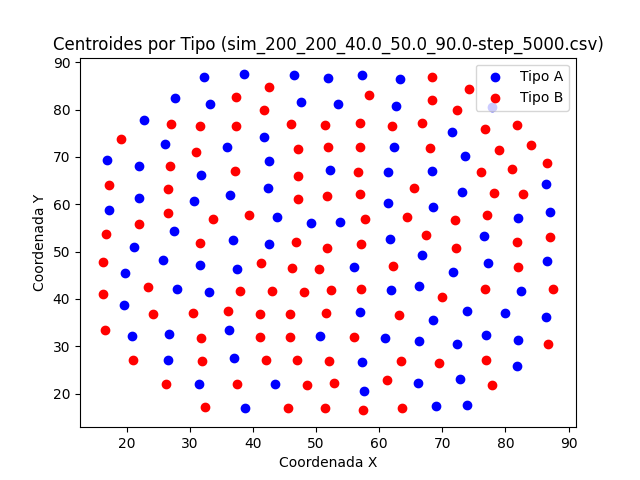 Centroides por Tipo (sim_200_200_40.0_50.0_90.0-step_5000.csv)
Tipo A
Tipo B
90
80
70
60
50
40
30
20
Coordenada Y
20 30 40 50 60 70 80 90
Coordenada X